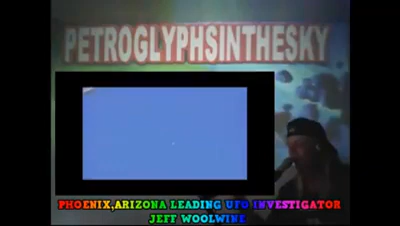 PETROGLYPHSINTHESKY
PHOENIX,ARIZONA LEADING UFO INVESTIGATOR
JEFF WOOLWINE